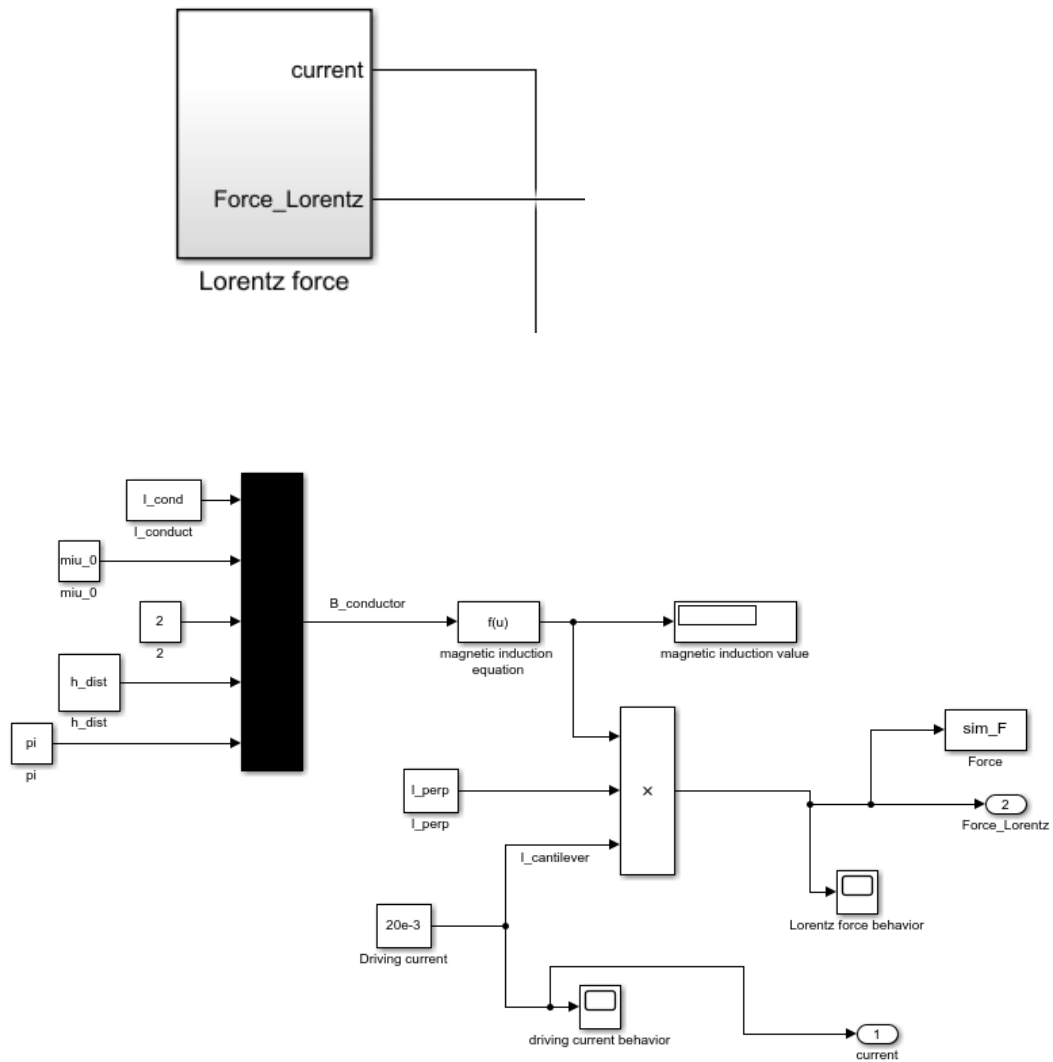 current
Force_Lorentz
Lorentz force
I_cond
I_conduct
miu_0
miu_0
2
2
h_dist
h_dist
pi
pi
B_conductor
f(u)
magnetic induction
equation
magnetic induction value
l_perp
l_perp
×
I_cantilever
20e-3
Driving current
sim_F
Force
2
Force_Lorentz
Lorentz force behavior
driving current behavior
1
current